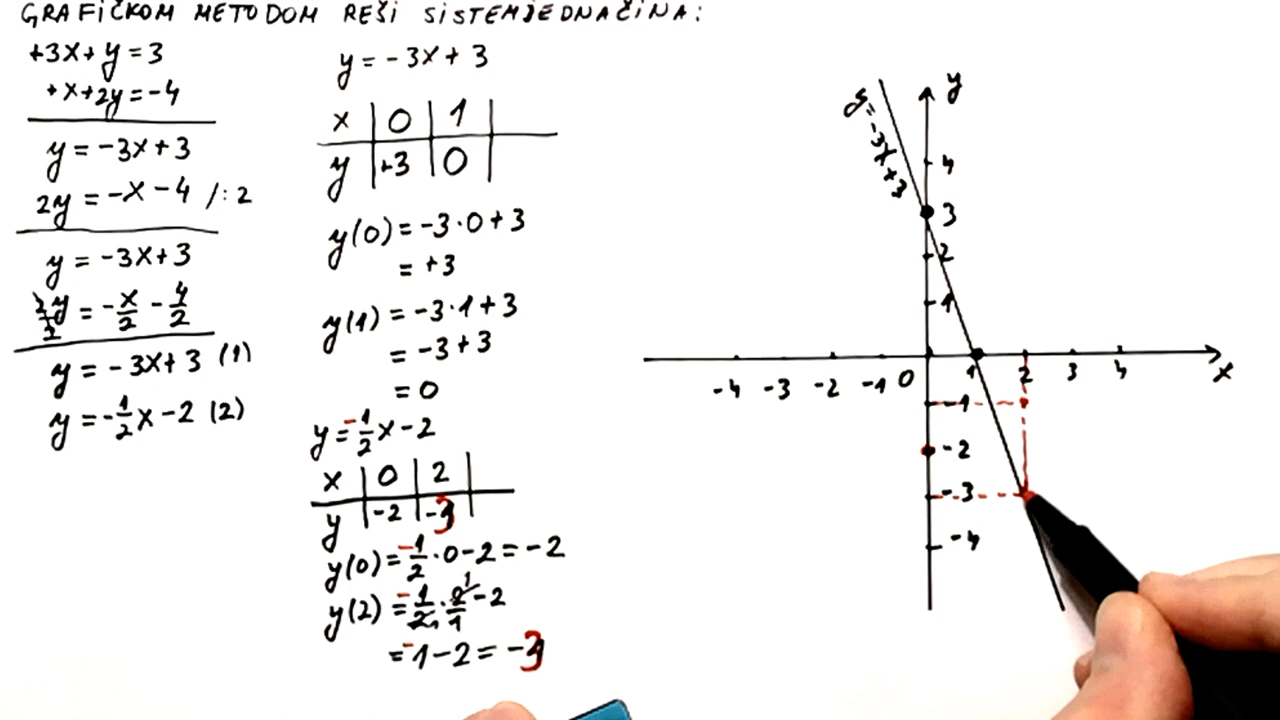 GRAFIČKOM METODOM REŠI SISTEM JEDNAČINA:
+3x+y=3
+x+2y=-4
y=-3x+3
2y=-x-4 /:2
y=-3x+3
2y/2=-x/2-4/2
y=-3x+3 (1)
y=-1/2x-2 (2)
y=-3x+3
x 0 1
y +3 0
y(0)=-3·0+3
=+3
y(1)=-3·1+3
=-3+3
=0
y=-1/2x-2
x 0 2
y -2 -3
y(0)=-1/2·0-2=-2
y(2)=-1/2·2/1-2
=-1-2=-3
y
y=-3x+3
4
3
2
1
-4 -3 -2 -1 0 1 2 3 4 x
-1
-2
-3
-4